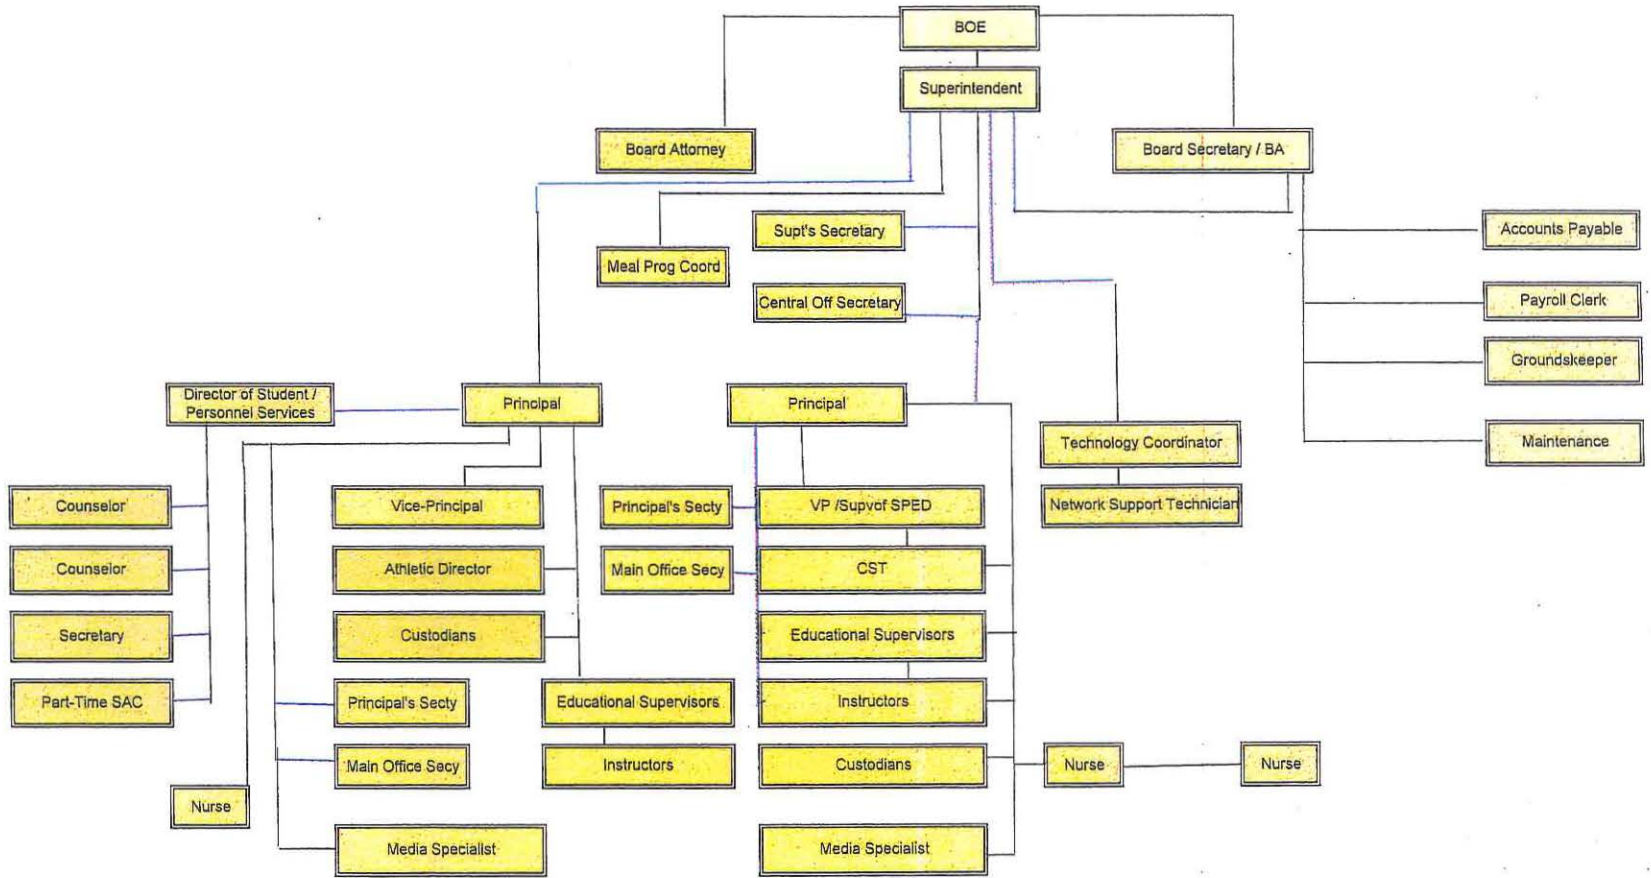 BOE
Superintendent
Board Attorney
Board Secretary / BA
Supt's Secretary
Accounts Payable
Meal Prog Coord
Central Off Secretary
Payroll Clerk
Groundskeeper
Director of Student /
Personnel Services
Principal
Principal
Technology Coordinator
Maintenance
Counselor
Vice-Principal
Principal's Secty
VP /Supvof SPED
Network Support Technician
Counselor
Athletic Director
Main Office Secy
CST
Secretary
Custodians
Educational Supervisors
Part-Time SAC
Principal's Secty
Educational Supervisors
Instructors
Main Office Secy
Instructors
Custodians
Nurse
Nurse
Nurse
Media Specialist
Media Specialist